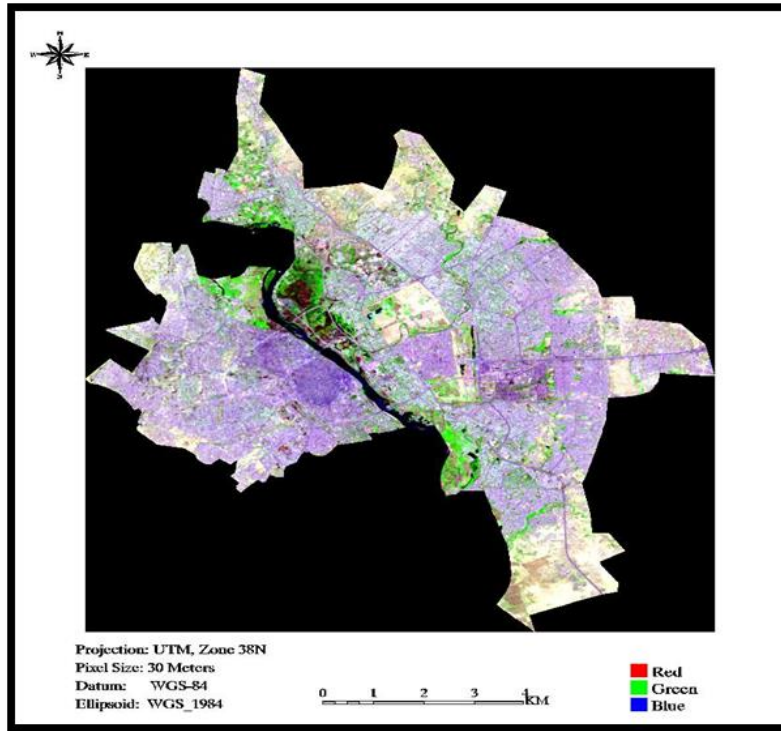 N
W E
S
Projection: UTM, Zone 38N
Pixel Size: 30 Meters
Datum: WGS-84
Ellipsoid: WGS_1984
0 1 2 3 4 KM
Red
Green
Blue